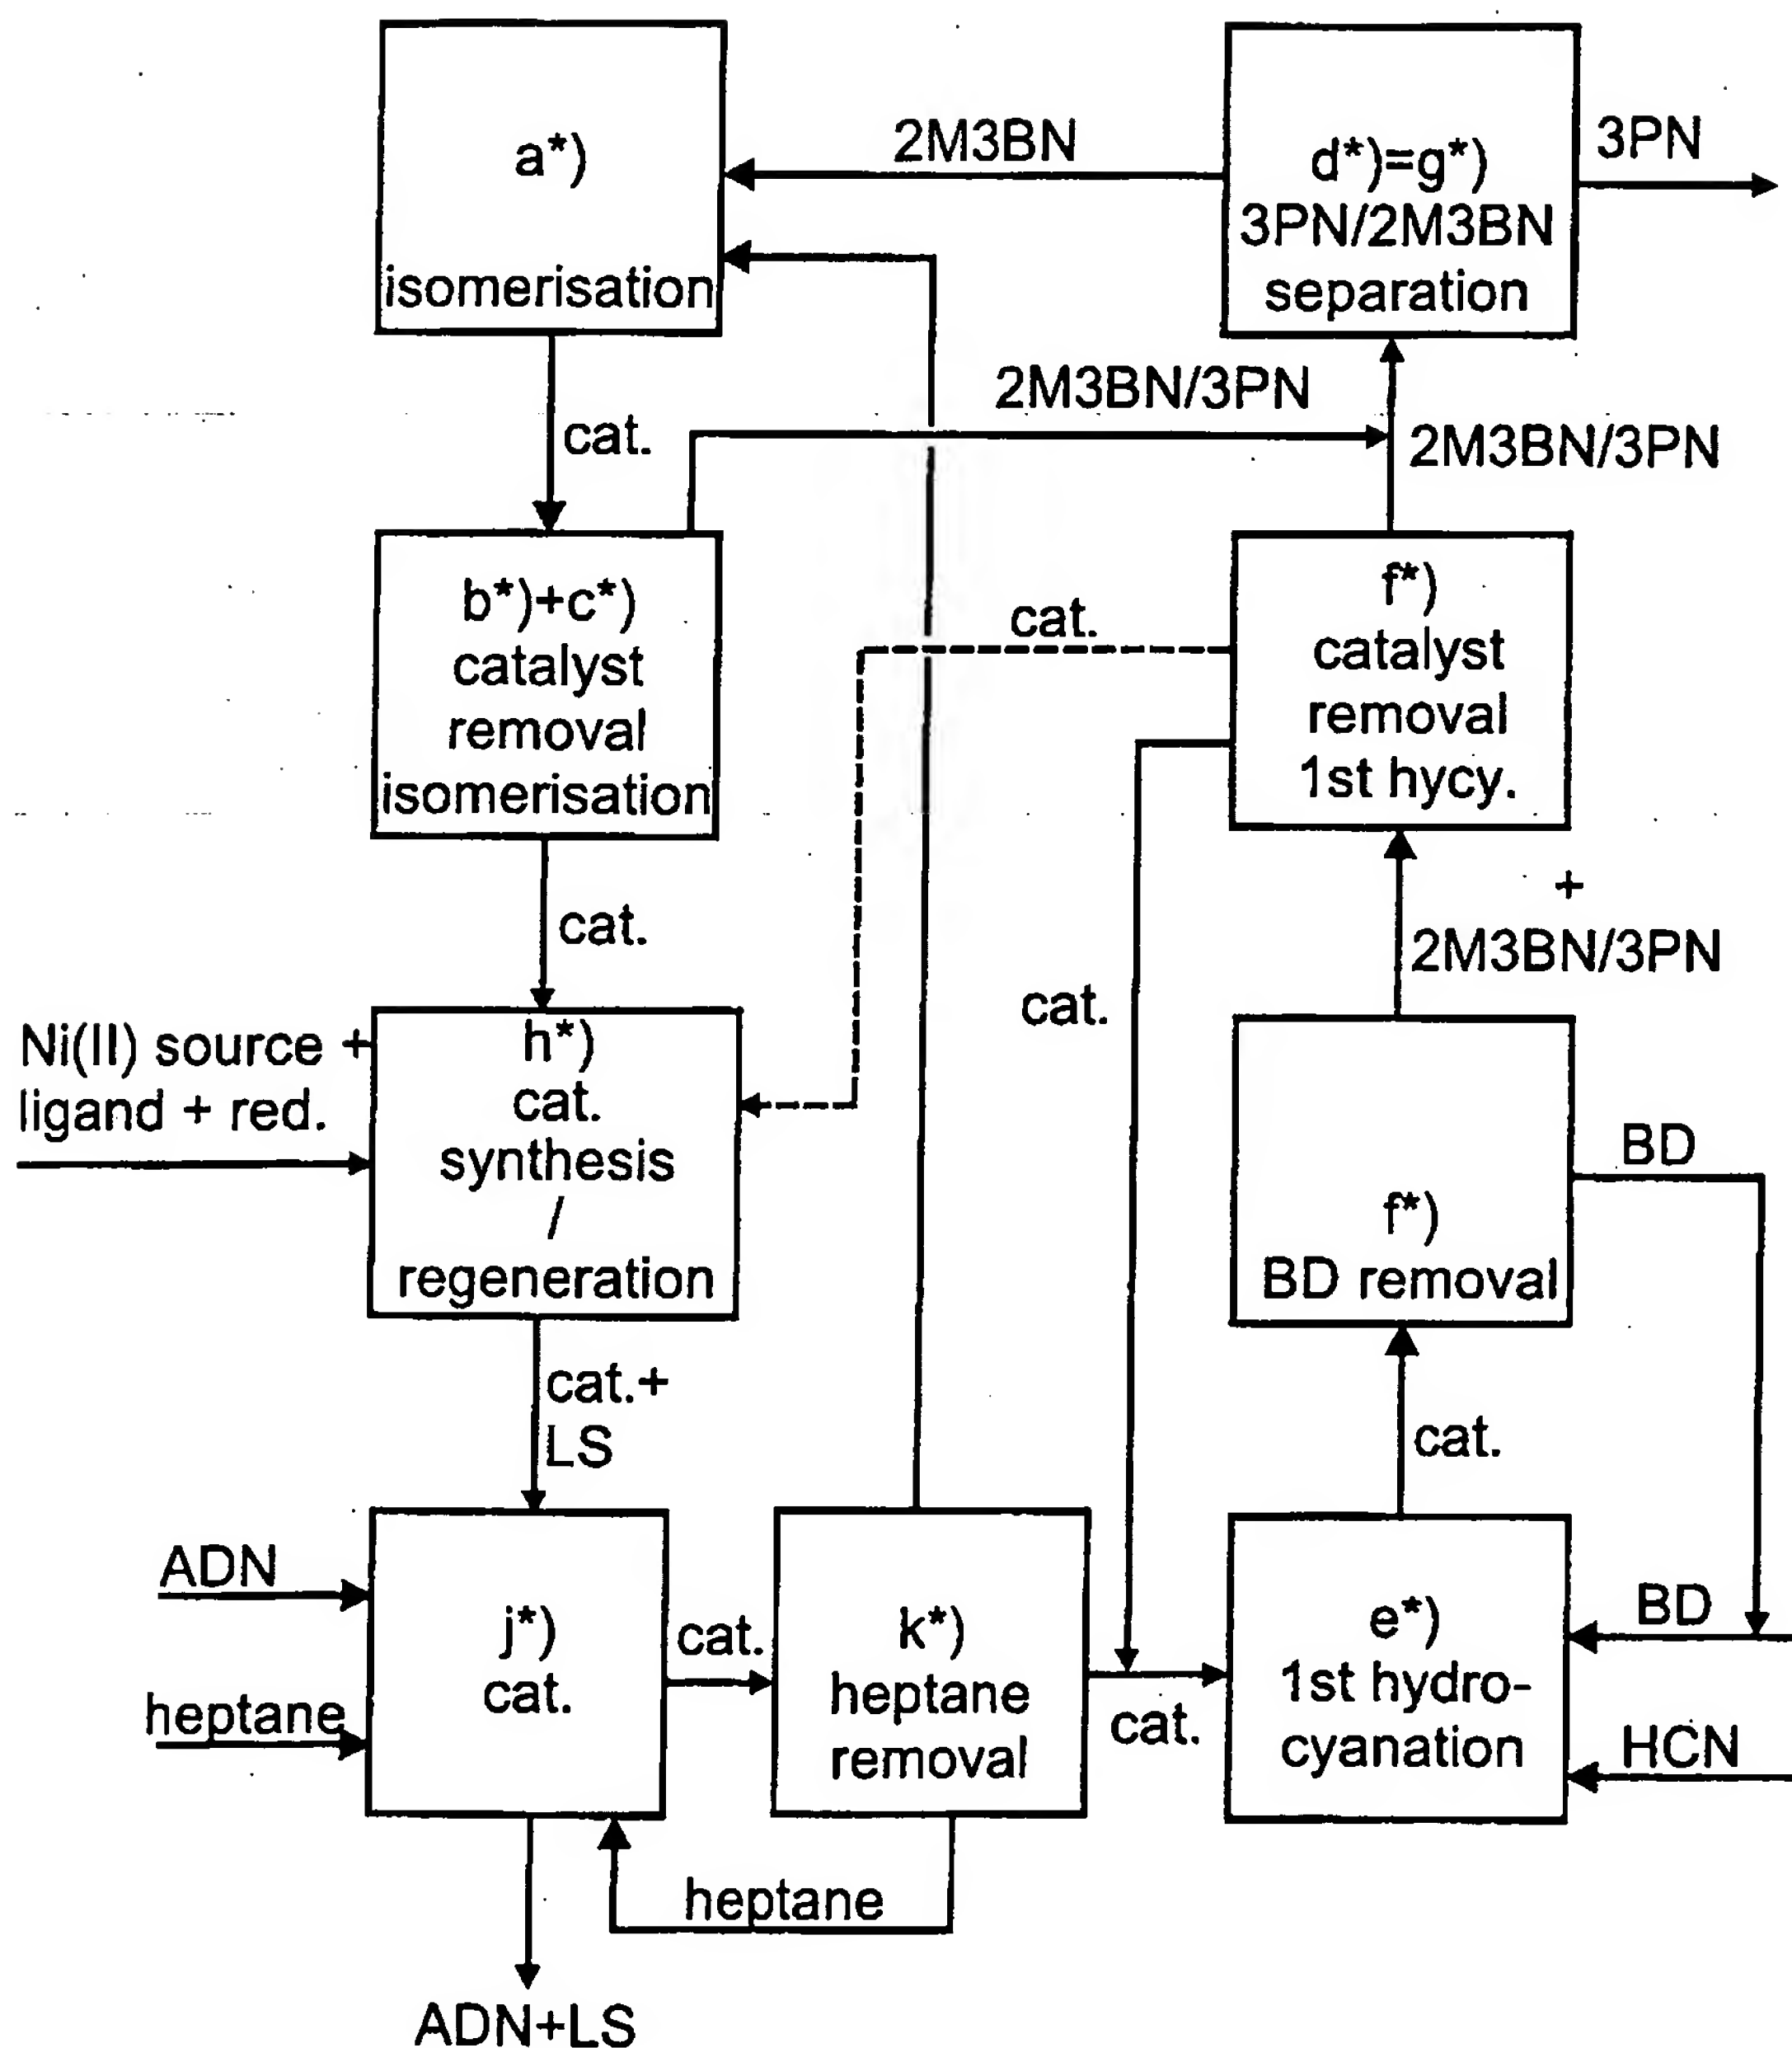 a*)
isomerisation
2M3BN
d*)=g*)
3PN/2M3BN
separation
3PN
cat.
2M3BN/3PN
2M3BN/3PN
b*)+c*)
catalyst
removal
isomerisation
cat.
f*)
catalyst
removal
1st hycy.
cat.
cat.
+
2M3BN/3PN
Ni(II) source +
ligand + red.
h*)
cat.
synthesis
/
regeneration
f*)
BD removal
BD
cat.+
LS
cat.
ADN
heptane
j*)
cat.
cat.
k*)
heptane
removal
cat.
e*)
1st hydro-
cyanation
BD
HCN
heptane
ADN+LS